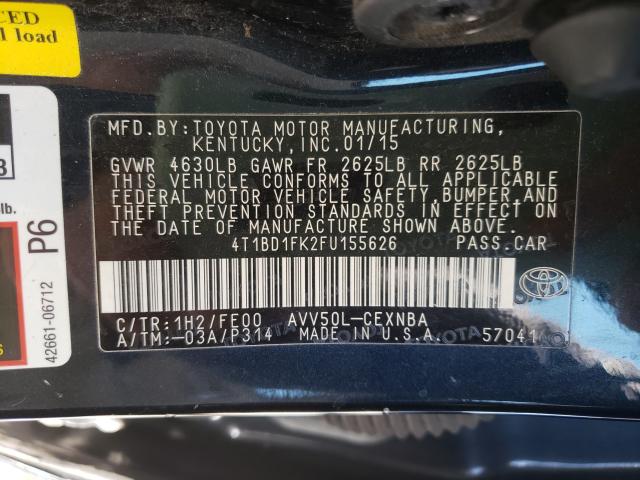 CED
l load
3
lb.
P6
42661-06712
S
MFD.BY:TOYOTA MOTOR MANUFACTURING,
KENTUCKY,INC.01/15
GVWR 4630LB GAWR FR 2625LB RR 2625LB
THIS VEHICLE CONFORMS TO ALL APPLICABLE
FEDERAL MOTOR VEHICLE SAFETY,BUMPER,AND
THEFT PREVENTION STANDARDS IN EFFECT ON
THE DATE OF MANUFACTURE SHOWN ABOVE.
4T1BD1FK2FU155626 PASS.CAR
C/TR:1H2/FE00 AVV50L-CEXNBA
A/TM:-03A/P314 MADE IN U.S.A. 57041